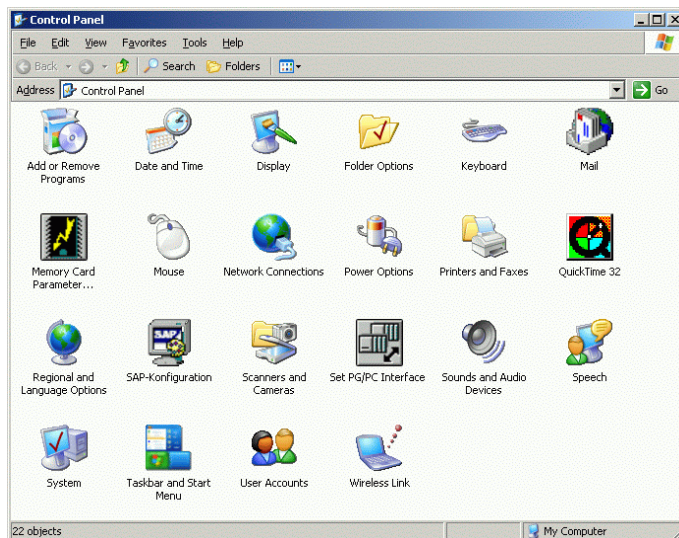 Control Panel
File Edit View Favorites Tools Help
Back Search Folders
Address Control Panel Go
Add or Remove Programs
Date and Time
Display
Folder Options
Keyboard
Mail
Memory Card Parameter...
Mouse
Network Connections
Power Options
Printers and Faxes
QuickTime 32
Regional and Language Options
SAP-Konfiguration
Scanners and Cameras
Set PG/PC Interface
Sounds and Audio Devices
Speech
System
Taskbar and Start Menu
User Accounts
Wireless Link
22 objects My Computer